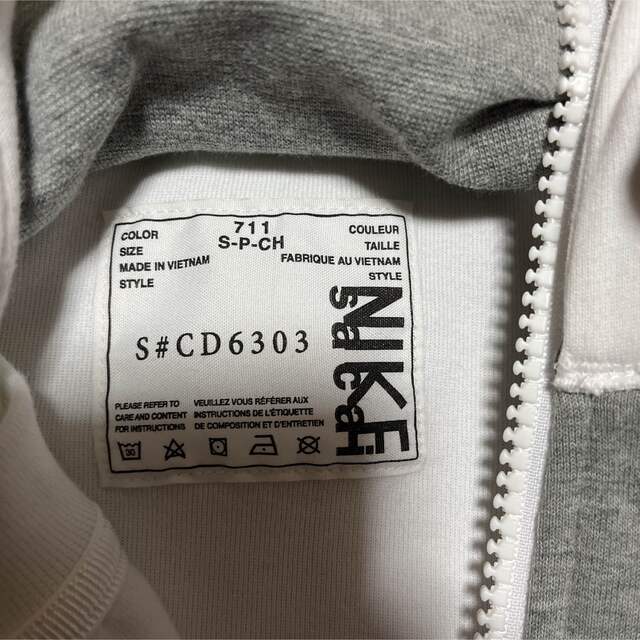 COLOR 711 COULEUR
SIZE S-P-CH TAILLE
MADE IN VIETNAM FABRIQUE AU VIETNAM
STYLE STYLE
S#CD6303
NIKE
sacai
PLEASE REFER TO VEUILLEZ VOUS RÉFÉRER AUX
CARE AND CONTENT INSTRUCTIONS DE L'ÉTIQUETTE
FOR INSTRUCTIONS DE COMPOSITION ET D'ENTRETIEN
30